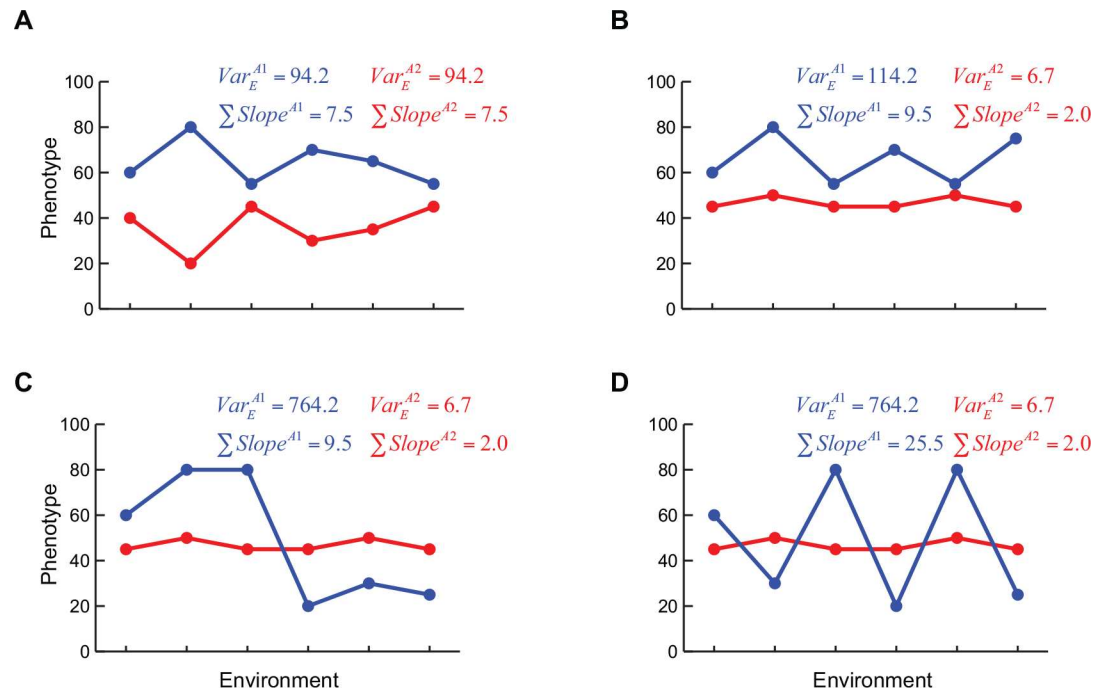 A
Var_E^{A1} = 94.2 Var_E^{A2} = 94.2
∑ Slope^{A1} = 7.5 ∑ Slope^{A2} = 7.5
100
80
60
40
20
0
Phenotype
B
Var_E^{A1} = 114.2 Var_E^{A2} = 6.7
∑ Slope^{A1} = 9.5 ∑ Slope^{A2} = 2.0
100
80
60
40
20
0
C
Var_E^{A1} = 764.2 Var_E^{A2} = 6.7
∑ Slope^{A1} = 9.5 ∑ Slope^{A2} = 2.0
100
80
60
40
20
0
Phenotype
Environment
D
Var_E^{A1} = 764.2 Var_E^{A2} = 6.7
∑ Slope^{A1} = 25.5 ∑ Slope^{A2} = 2.0
100
80
60
40
20
0
Environment